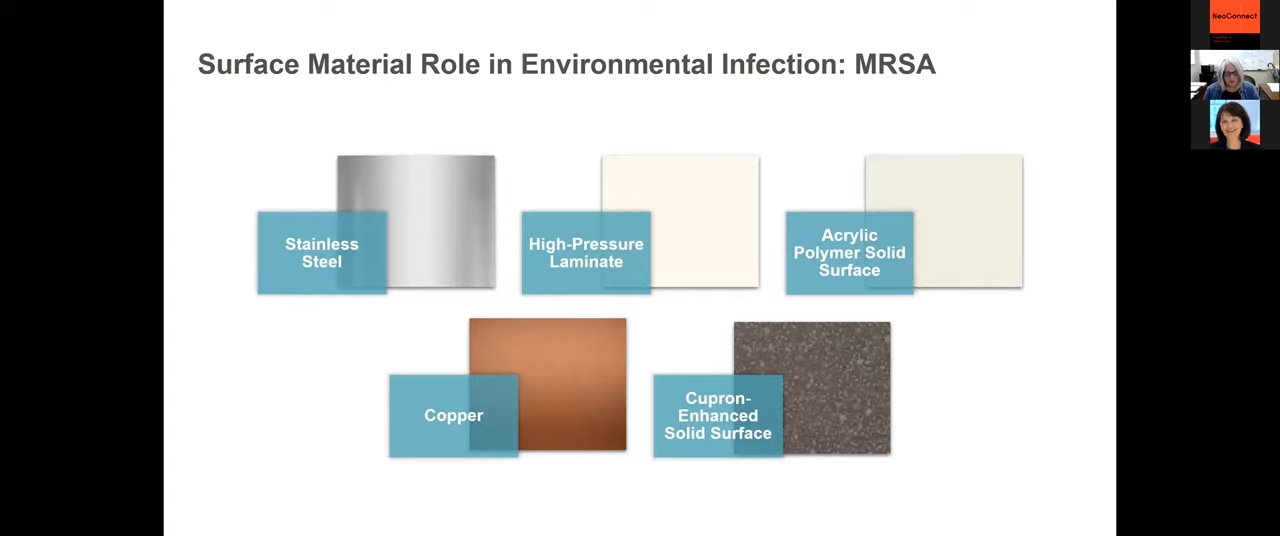 Surface Material Role in Environmental Infection: MRSA
Stainless
Steel
High-Pressure
Laminate
Acrylic
Polymer Solid
Surface
Copper
Cupron-
Enhanced
Solid Surface
NeoConnect